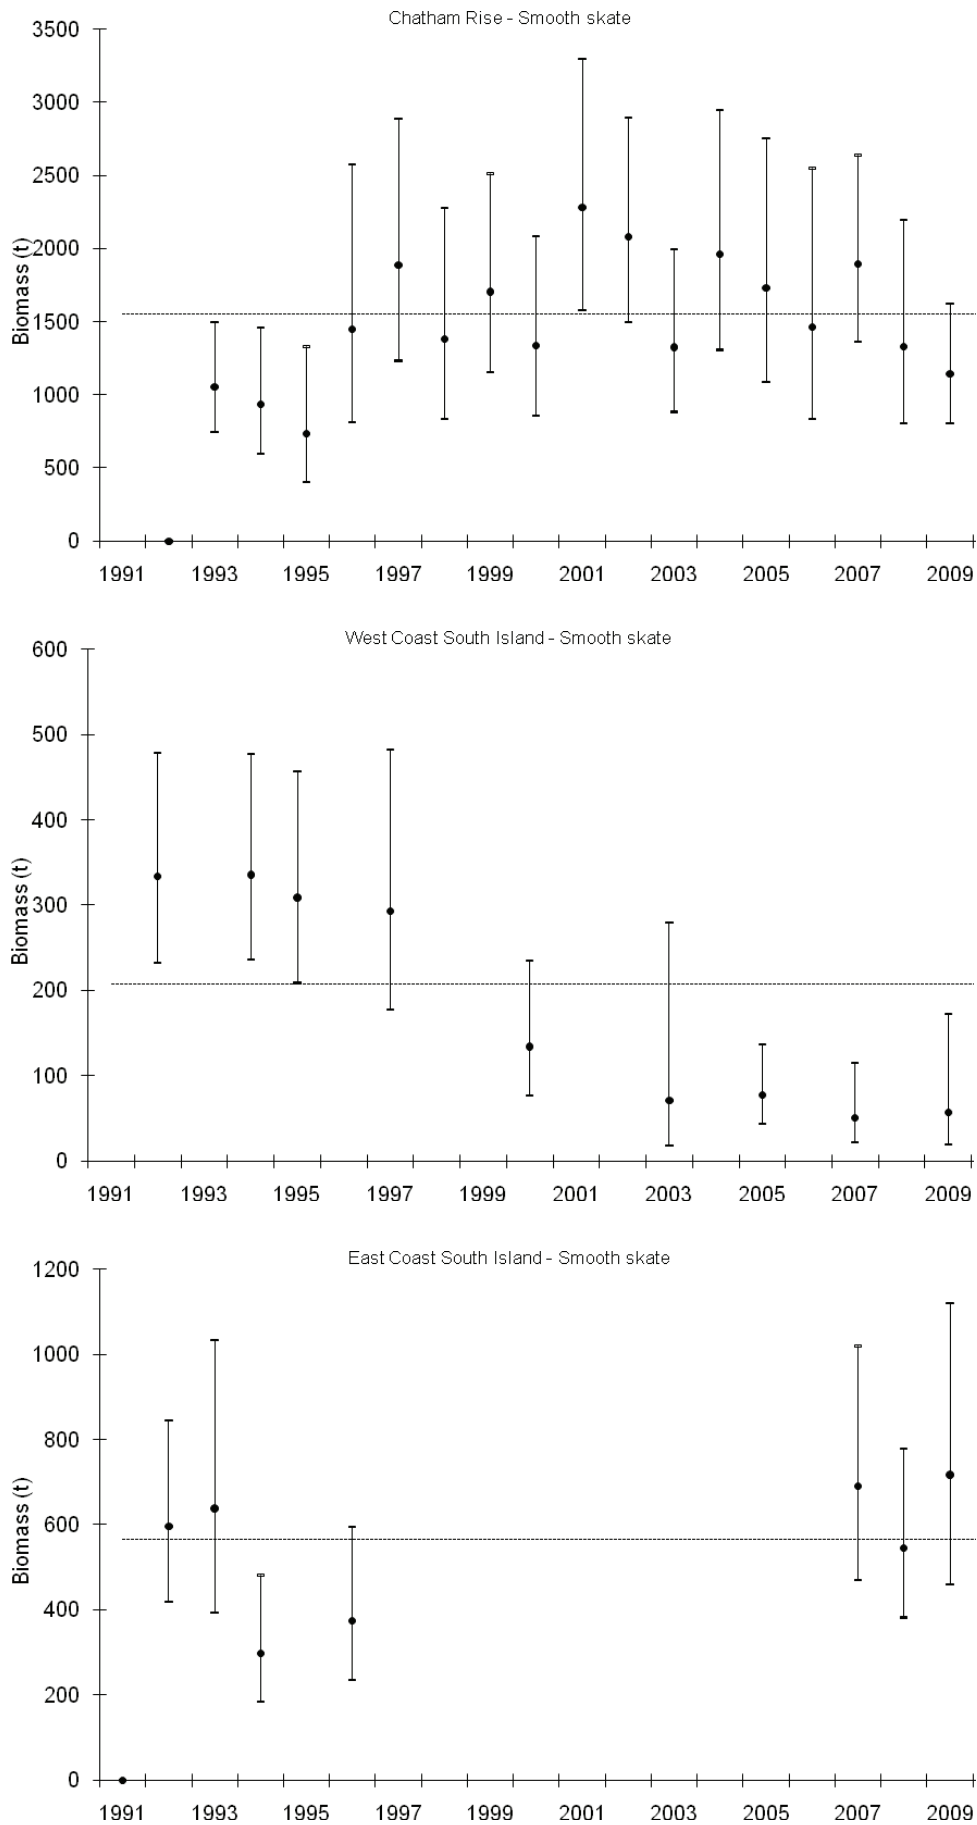 Chatham Rise - Smooth skate
3500
3000
2500
2000
1500
1000
500
0
Biomass (t)
1991 1993 1995 1997 1999 2001 2003 2005 2007 2009
West Coast South Island - Smooth skate
600
500
400
300
200
100
0
Biomass (t)
1991 1993 1995 1997 1999 2001 2003 2005 2007 2009
East Coast South Island - Smooth skate
1200
1000
800
600
400
200
0
Biomass (t)
1991 1993 1995 1997 1999 2001 2003 2005 2007 2009